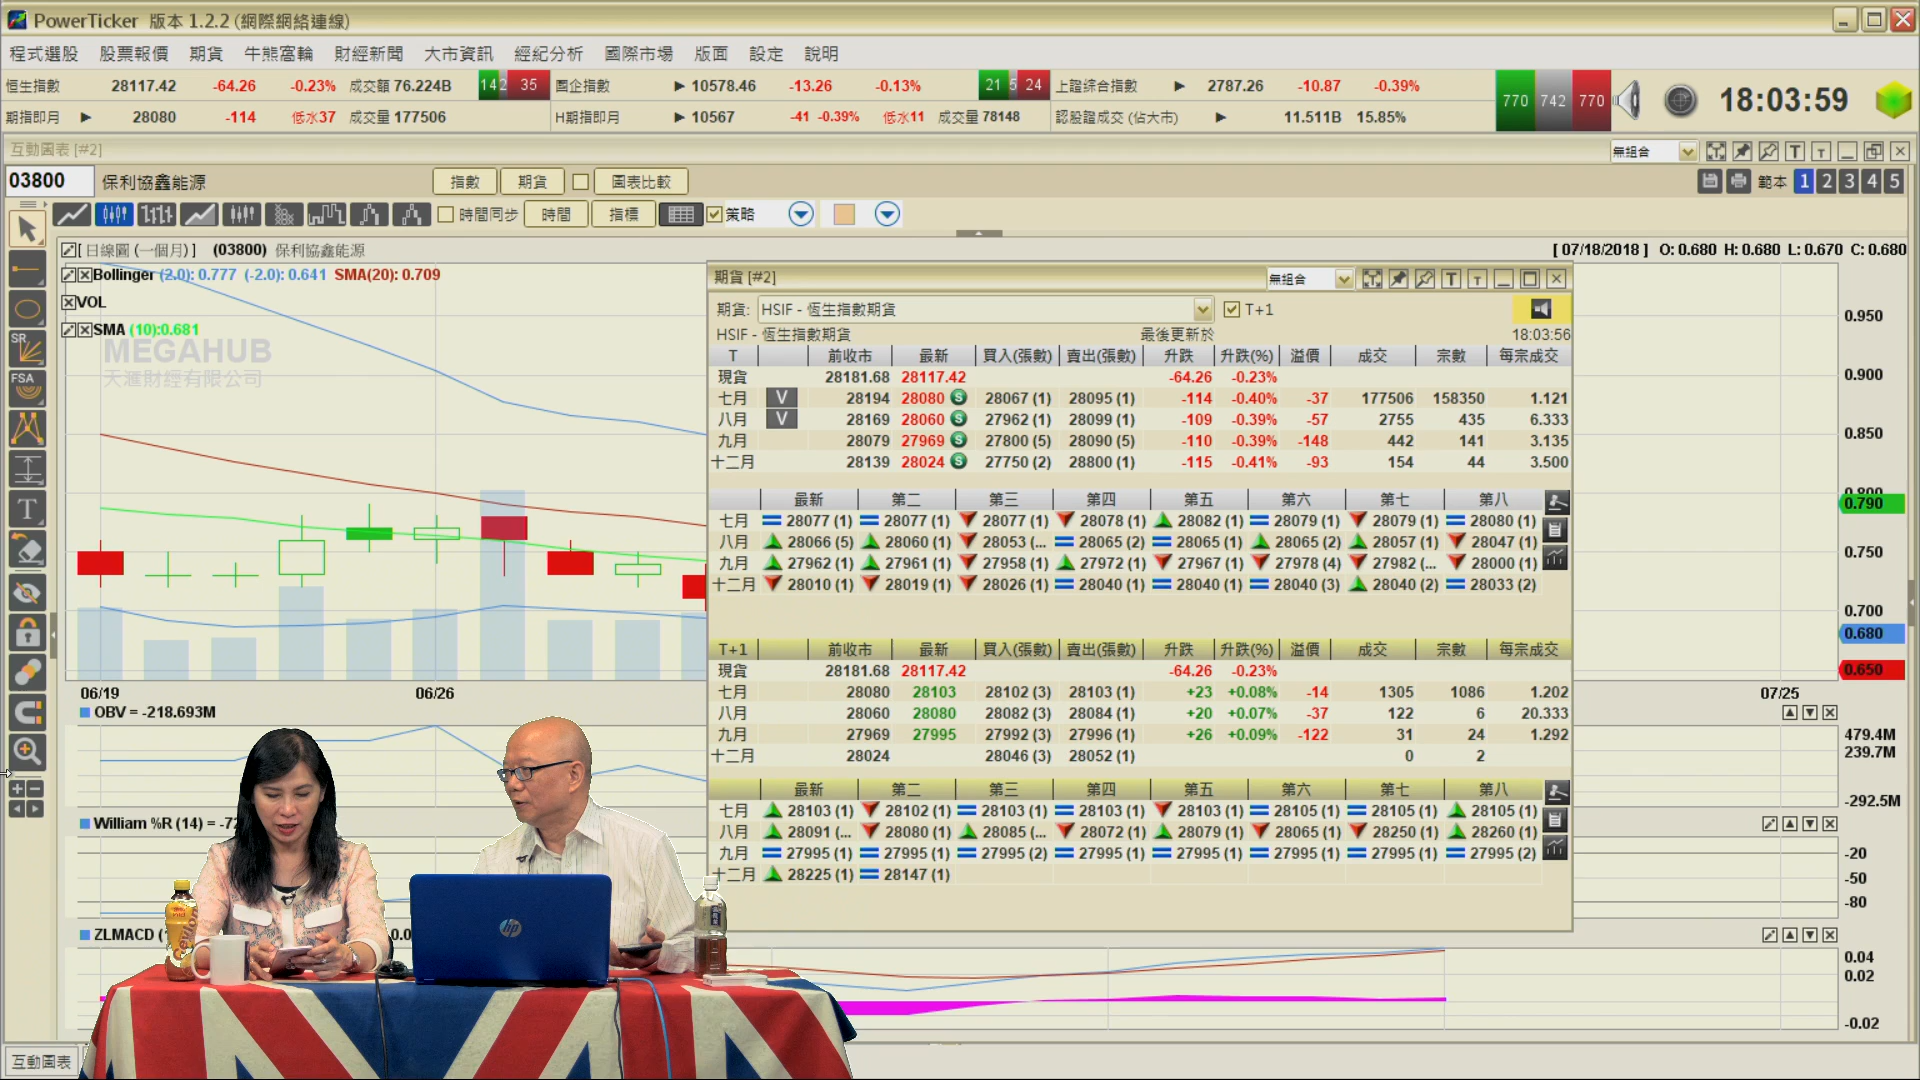 PowerTicker 版本 1.2.2 (網際網絡連線)
程式選股 股票報價 期貨 牛熊窩輪 財經新聞 大市資訊 經紀分析 國際市場 版面 設定 說明
恒生指數 28117.42 -64.26 -0.23% 成交額 76.224B 142 35 國企指數 ▶ 10578.46 -13.26 -0.13% 21 5 24 上證綜合指數 ▶ 2787.26 -10.87 -0.39%
期指即月 ▶ 28080 -114 低水37 成交量 177506 H期指即月 ▶ 10567 -41 -0.39% 低水11 成交量 78148 認股證成交 (佔大市) ▶ 11.511B 15.85%
770 742 770 18:03:59
互動圖表 [#2] 無組合
03800 保利協鑫能源 指數 期貨 圖表比較 範本 1 2 3 4 5
時間同步 時間 指標 策略
[ 日線圖 (一個月) ] (03800) 保利協鑫能源 [ 07/18/2018 ] O: 0.680 H: 0.680 L: 0.670 C: 0.680
Bollinger (2.0): 0.777 (-2.0): 0.641 SMA(20): 0.709
VOL
SMA (10):0.681
MEGAHUB
天滙財經有限公司
SR
FSA
T
期貨 [#2] 無組合
期貨: HSIF - 恆生指數期貨 T+1
HSIF - 恆生指數期貨 最後更新於 18:03:56
T 前收市 最新 買入(張數) 賣出(張數) 升跌 升跌(%) 溢價 成交 宗數 每宗成交
現貨 28181.68 28117.42 -64.26 -0.23%
七月 V 28194 28080 S 28067 (1) 28095 (1) -114 -0.40% -37 177506 158350 1.121
八月 V 28169 28060 S 27962 (1) 28099 (1) -109 -0.39% -57 2755 435 6.333
九月 28079 27969 S 27800 (5) 28090 (5) -110 -0.39% -148 442 141 3.135
十二月 28139 28024 S 27750 (2) 28800 (1) -115 -0.41% -93 154 44 3.500
最新 第二 第三 第四 第五 第六 第七 第八
七月 28077 (1) 28077 (1) 28077 (1) 28078 (1) 28082 (1) 28079 (1) 28079 (1) 28080 (1)
八月 28066 (5) 28060 (1) 28053 (... 28065 (2) 28065 (1) 28065 (2) 28057 (1) 28047 (1)
九月 27962 (1) 27961 (1) 27958 (1) 27972 (1) 27967 (1) 27978 (4) 27982 (... 28000 (1)
十二月 28010 (1) 28019 (1) 28026 (1) 28040 (1) 28040 (1) 28040 (3) 28040 (2) 28033 (2)
T+1 前收市 最新 買入(張數) 賣出(張數) 升跌 升跌(%) 溢價 成交 宗數 每宗成交
現貨 28181.68 28117.42 -64.26 -0.23%
七月 28080 28103 28102 (3) 28103 (1) +23 +0.08% -14 1305 1086 1.202
八月 28060 28080 28082 (3) 28084 (1) +20 +0.07% -37 122 6 20.333
九月 27969 27995 27992 (3) 27996 (1) +26 +0.09% -122 31 24 1.292
十二月 28024 28046 (3) 28052 (1) 0 2
最新 第二 第三 第四 第五 第六 第七 第八
七月 28103 (1) 28102 (1) 28103 (1) 28103 (1) 28103 (1) 28105 (1) 28105 (1) 28105 (1)
八月 28091 (... 28080 (1) 28085 (... 28072 (1) 28079 (1) 28065 (1) 28250 (1) 28260 (1)
九月 27995 (1) 27995 (1) 27995 (2) 27995 (1) 27995 (1) 27995 (1) 27995 (1) 27995 (2)
十二月 28225 (1) 28147 (1)
0.950
0.900
0.850
0.800
0.790
0.750
0.700
0.680
0.650
06/19 06/26 07/25
OBV = -218.693M
479.4M
239.7M
-292.5M
William %R (14) = -7
-20
-50
-80
ZLMACD ( 0.0
0.04
0.02
-0.02
hp
互動圖表